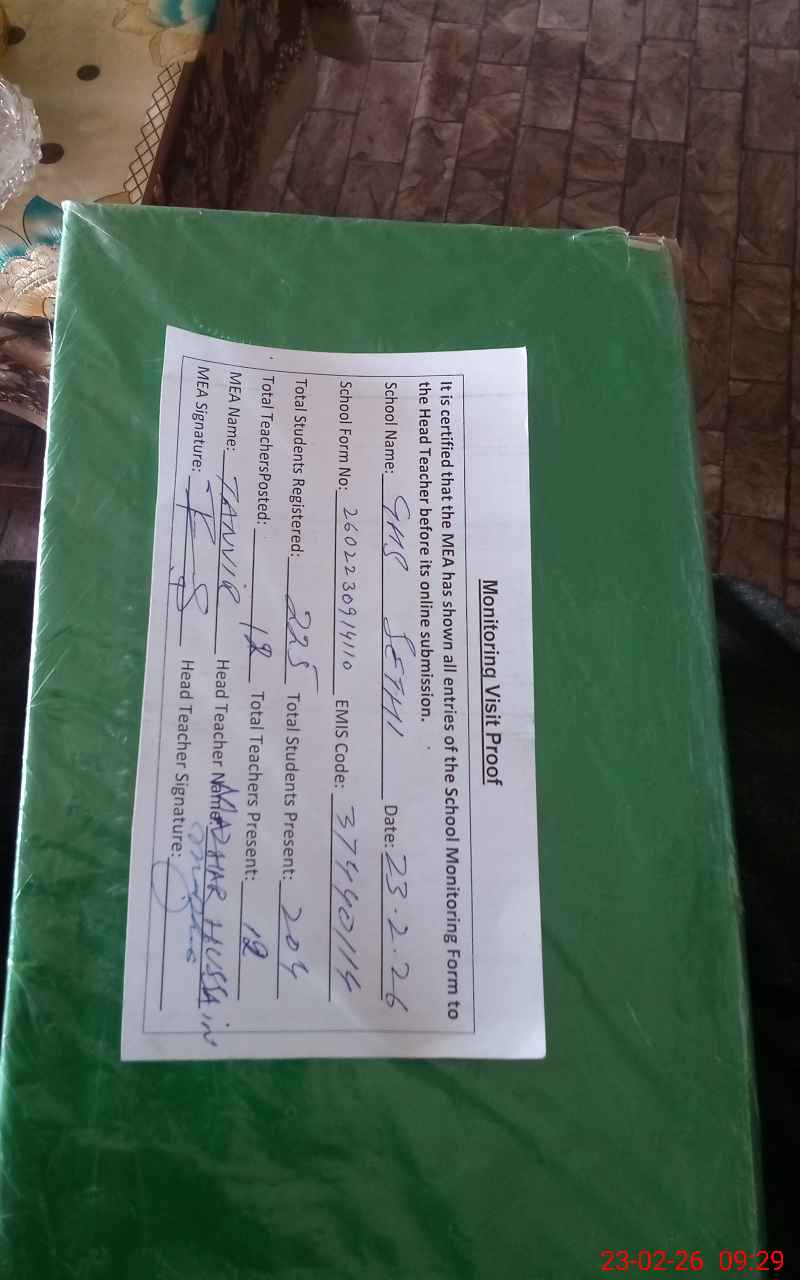 Monitoring Visit Proof
It is certified that the MEA has shown all entries of the School Monitoring Form to
the Head Teacher before its online submission.
School Name: GMS SETHI Date: 23.2.26
School Form No: 2602230914110 EMIS Code: 37440114
Total Students Registered: 225 Total Students Present: 204
Total TeachersPosted: 12 Total Teachers Present: 12
MEA Name: TANVIR Head Teacher Name: MAZHAR HUSSAIN
MEA Signature: Head Teacher Signature:
23-02-26 09:29